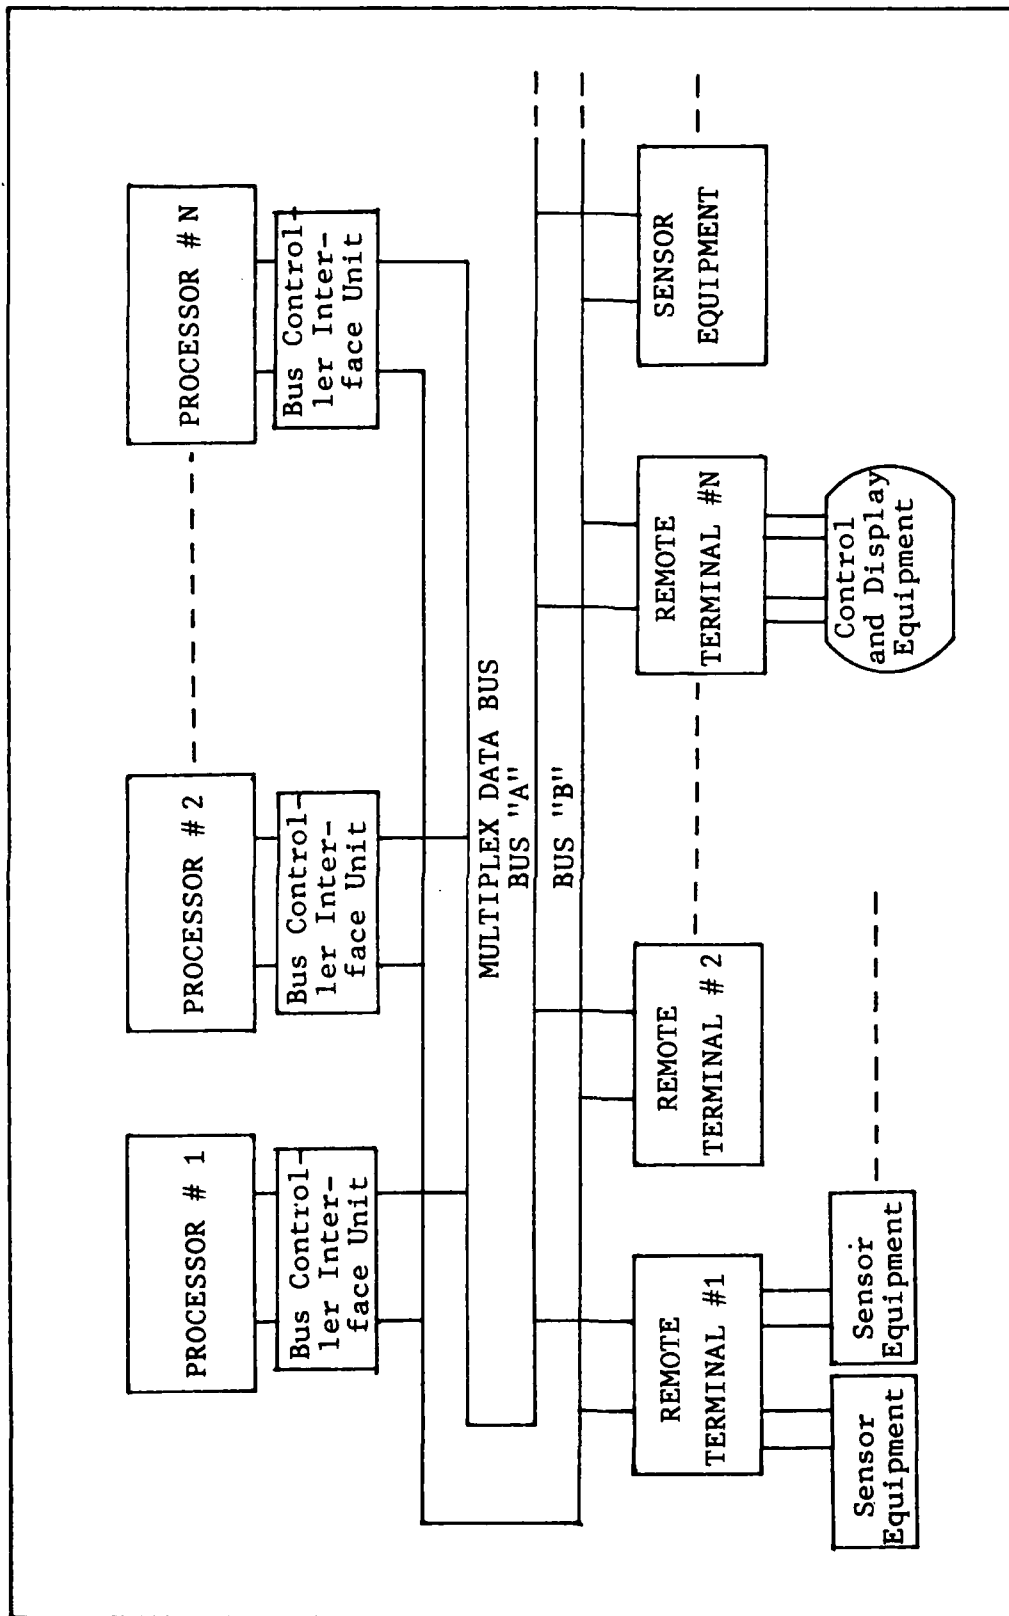 PROCESSOR # 1
Bus Control-
ler Inter-
face Unit
PROCESSOR # 2
Bus Control-
ler Inter-
face Unit
PROCESSOR # N
Bus Control-
ler Inter-
face Unit
MULTIPLEX DATA BUS
BUS "A"
BUS "B"
REMOTE
TERMINAL #1
REMOTE
TERMINAL # 2
REMOTE
TERMINAL #N
SENSOR
EQUIPMENT
Sensor
Equipment
Sensor
Equipment
Control
and Display
Equipment